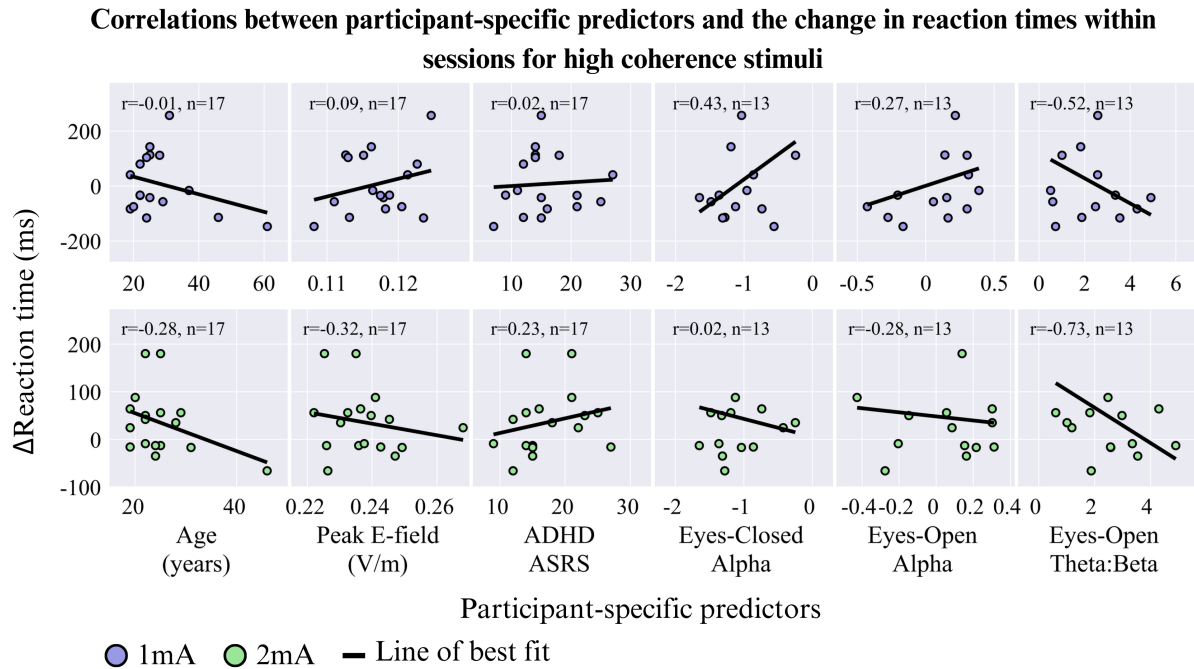 Correlations between participant-specific predictors and the change in reaction times within
sessions for high coherence stimuli
ΔReaction time (ms)
r=-0.01, n=17
r=0.09, n=17
r=0.02, n=17
r=0.43, n=13
r=0.27, n=13
r=-0.52, n=13
200
0
-200
20 40 60
0.11 0.12
10 20 30
-2 -1 0
-0.5 0 0.5
0 2 4 6
r=-0.28, n=17
r=-0.32, n=17
r=0.23, n=17
r=0.02, n=13
r=-0.28, n=13
r=-0.73, n=13
200
100
0
-100
20 40
0.22 0.24 0.26
10 20 30
-2 -1 0
-0.4 -0.2 0 0.2 0.4
0 2 4
Age
(years)
Peak E-field
(V/m)
ADHD
ASRS
Eyes-Closed
Alpha
Eyes-Open
Alpha
Eyes-Open
Theta:Beta
Participant-specific predictors
1mA 2mA Line of best fit